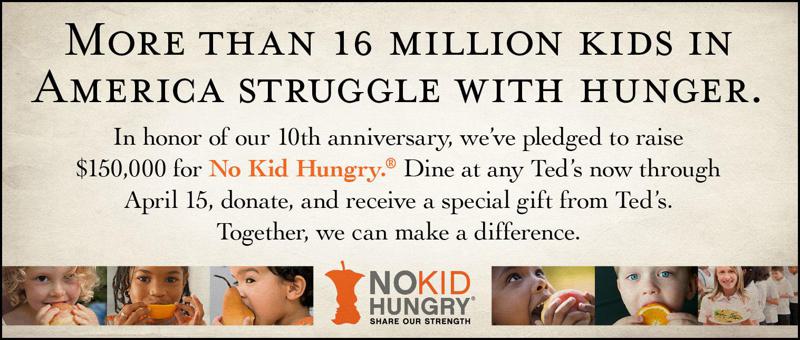 MORE THAN 16 MILLION KIDS IN
AMERICA STRUGGLE WITH HUNGER.
In honor of our 10th anniversary, we've pledged to raise
$150,000 for No Kid Hungry.® Dine at any Ted's now through
April 15, donate, and receive a special gift from Ted's.
Together, we can make a difference.
NOKID
HUNGRY®
SHARE OUR STRENGTH